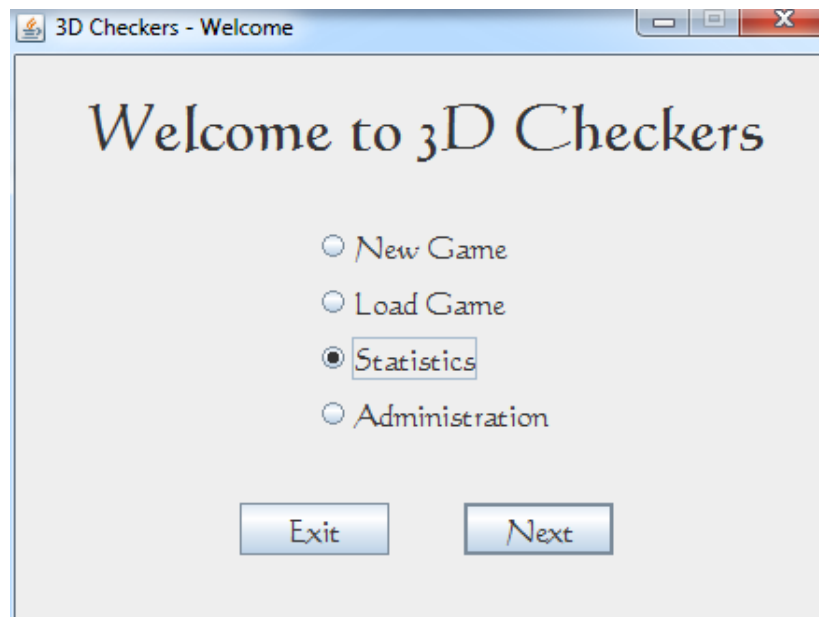 3D Checkers - Welcome
Welcome to 3D Checkers
New Game
Load Game
Statistics
Administration
Exit
Next